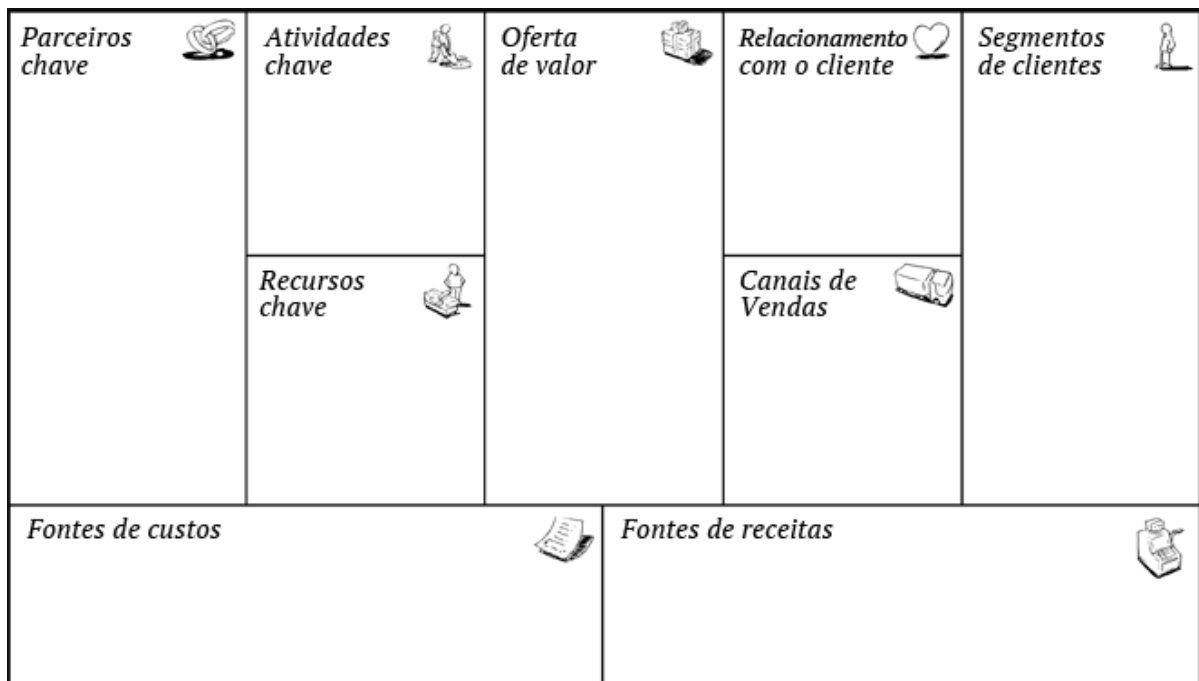 Parceiros
chave
Atividades
chave
Oferta
de valor
Relacionamento
com o cliente
Segmentos
de clientes
Recursos
chave
Canais de
Vendas
Fontes de custos
Fontes de receitas